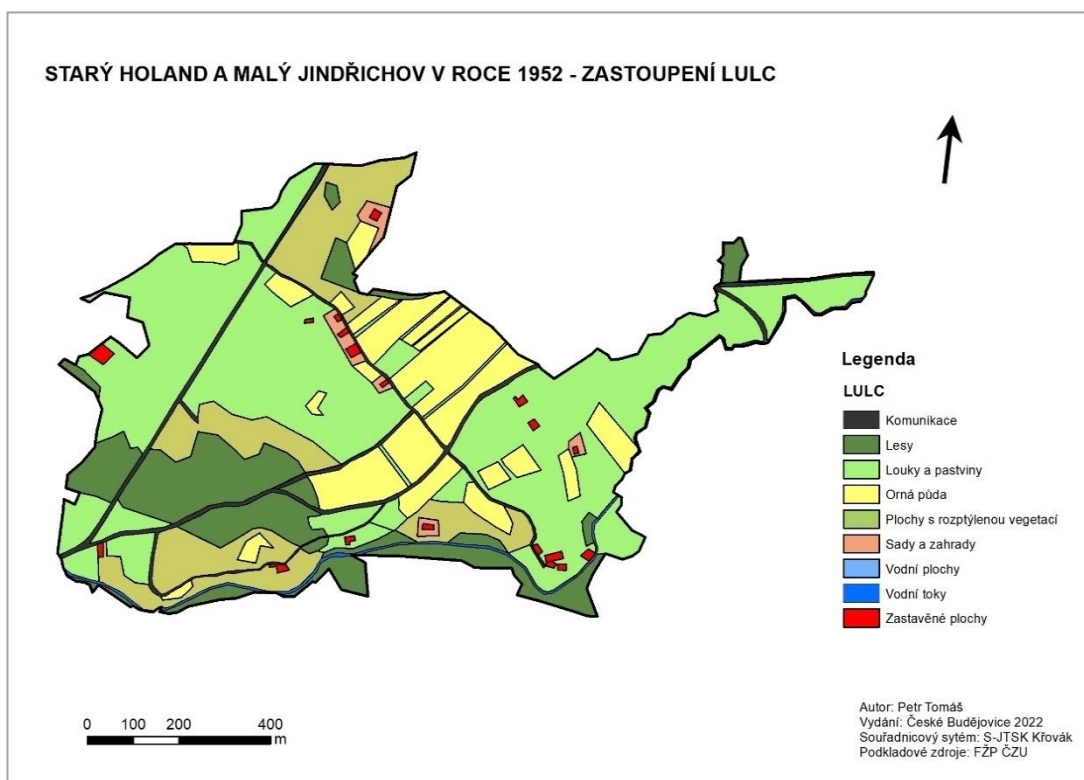 STARÝ HOLAND A MALÝ JINDŘICHOV V ROCE 1952 - ZASTOUPENÍ LULC
Legenda
LULC
Komunikace
Lesy
Louky a pastviny
Orná půda
Plochy s rozptýlenou vegetací
Sady a zahrady
Vodní plochy
Vodní toky
Zastavěné plochy
0 100 200 400
m
Autor: Petr Tomáš
Vydání: České Budějovice 2022
Souřadnicový sytém: S-JTSK Křovák
Podkladové zdroje: FŽP ČZU